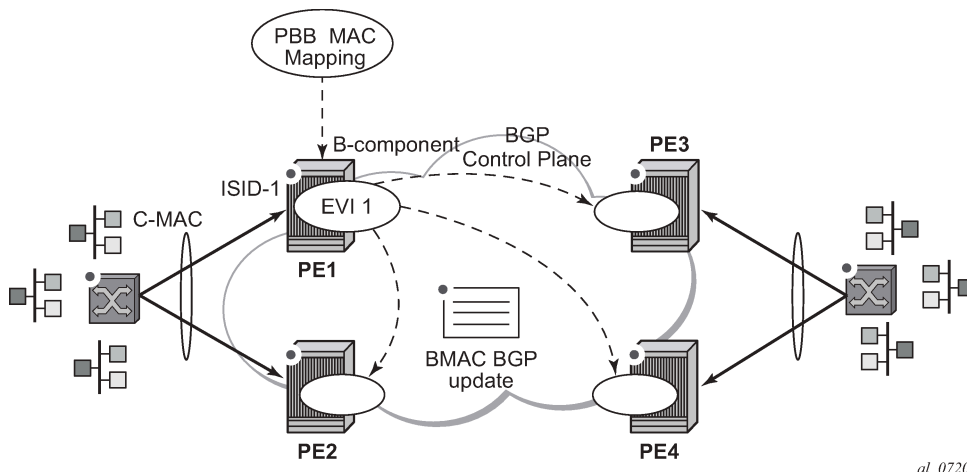 PBB MAC
Mapping
B-component
BGP
Control Plane
PE3
ISID-1
EVI 1
C-MAC
PE1
BMAC BGP
update
PE2
PE4